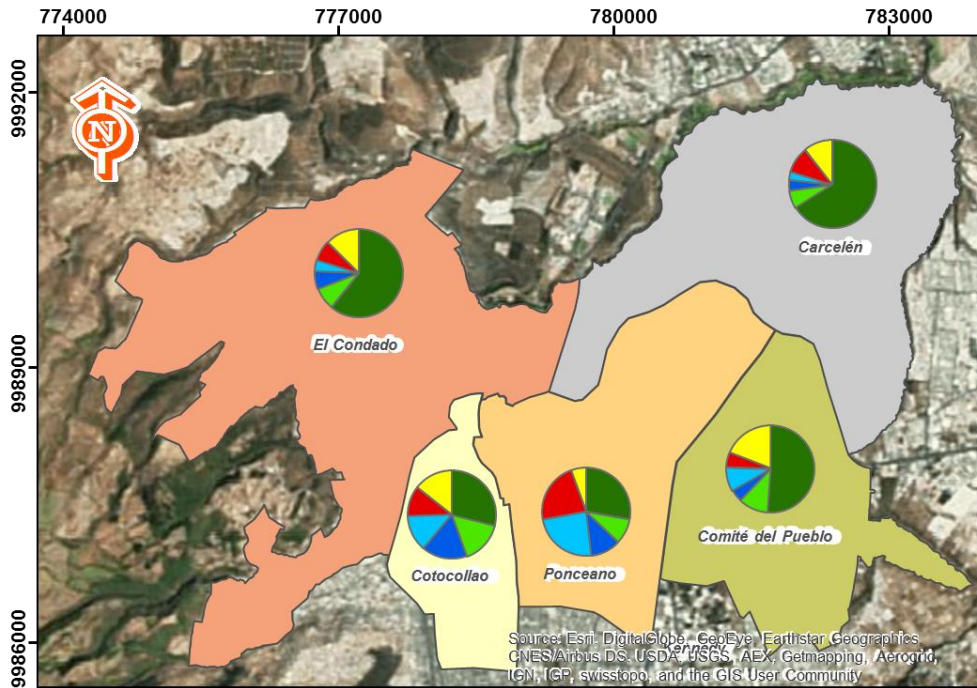 774000 777000 780000 783000
9992000
N
Carcelén
El Condado
9989000
Comité del Pueblo
Cotocollao
Ponceano
9986000
Kennedy
Source: Esri, DigitalGlobe, GeoEye, Earthstar Geographics,
CNES/Airbus DS, USDA, USGS, AEX, Getmapping, Aerogrid,
IGN, IGP, swisstopo, and the GIS User Community